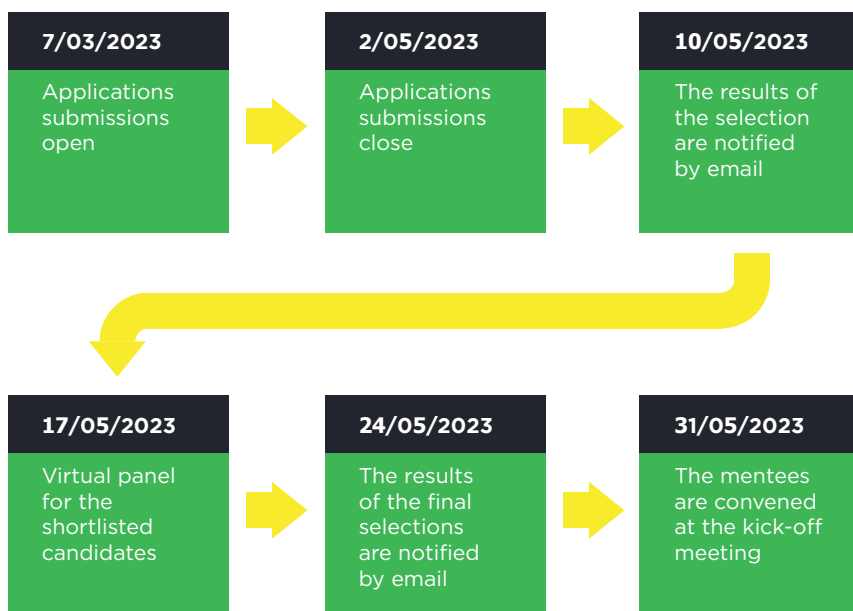 7/03/2023
Applications
submissions
open
2/05/2023
Applications
submissions
close
10/05/2023
The results of
the selection
are notified
by email
17/05/2023
Virtual panel
for the
shortlisted
candidates
24/05/2023
The results
of the final
selections
are notified
by email
31/05/2023
The mentees
are convened
at the kick-off
meeting